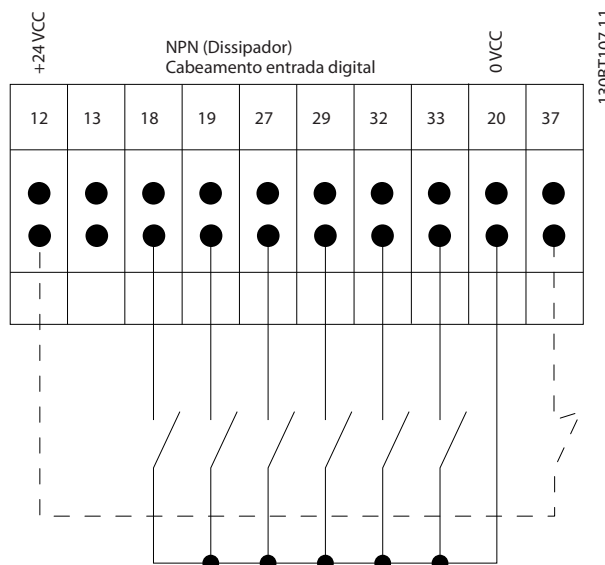 +24 VCC
NPN (Dissipador)
Cabeamento entrada digital
0 VCC
130BT107.11
12 13 18 19 27 29 32 33 20 37